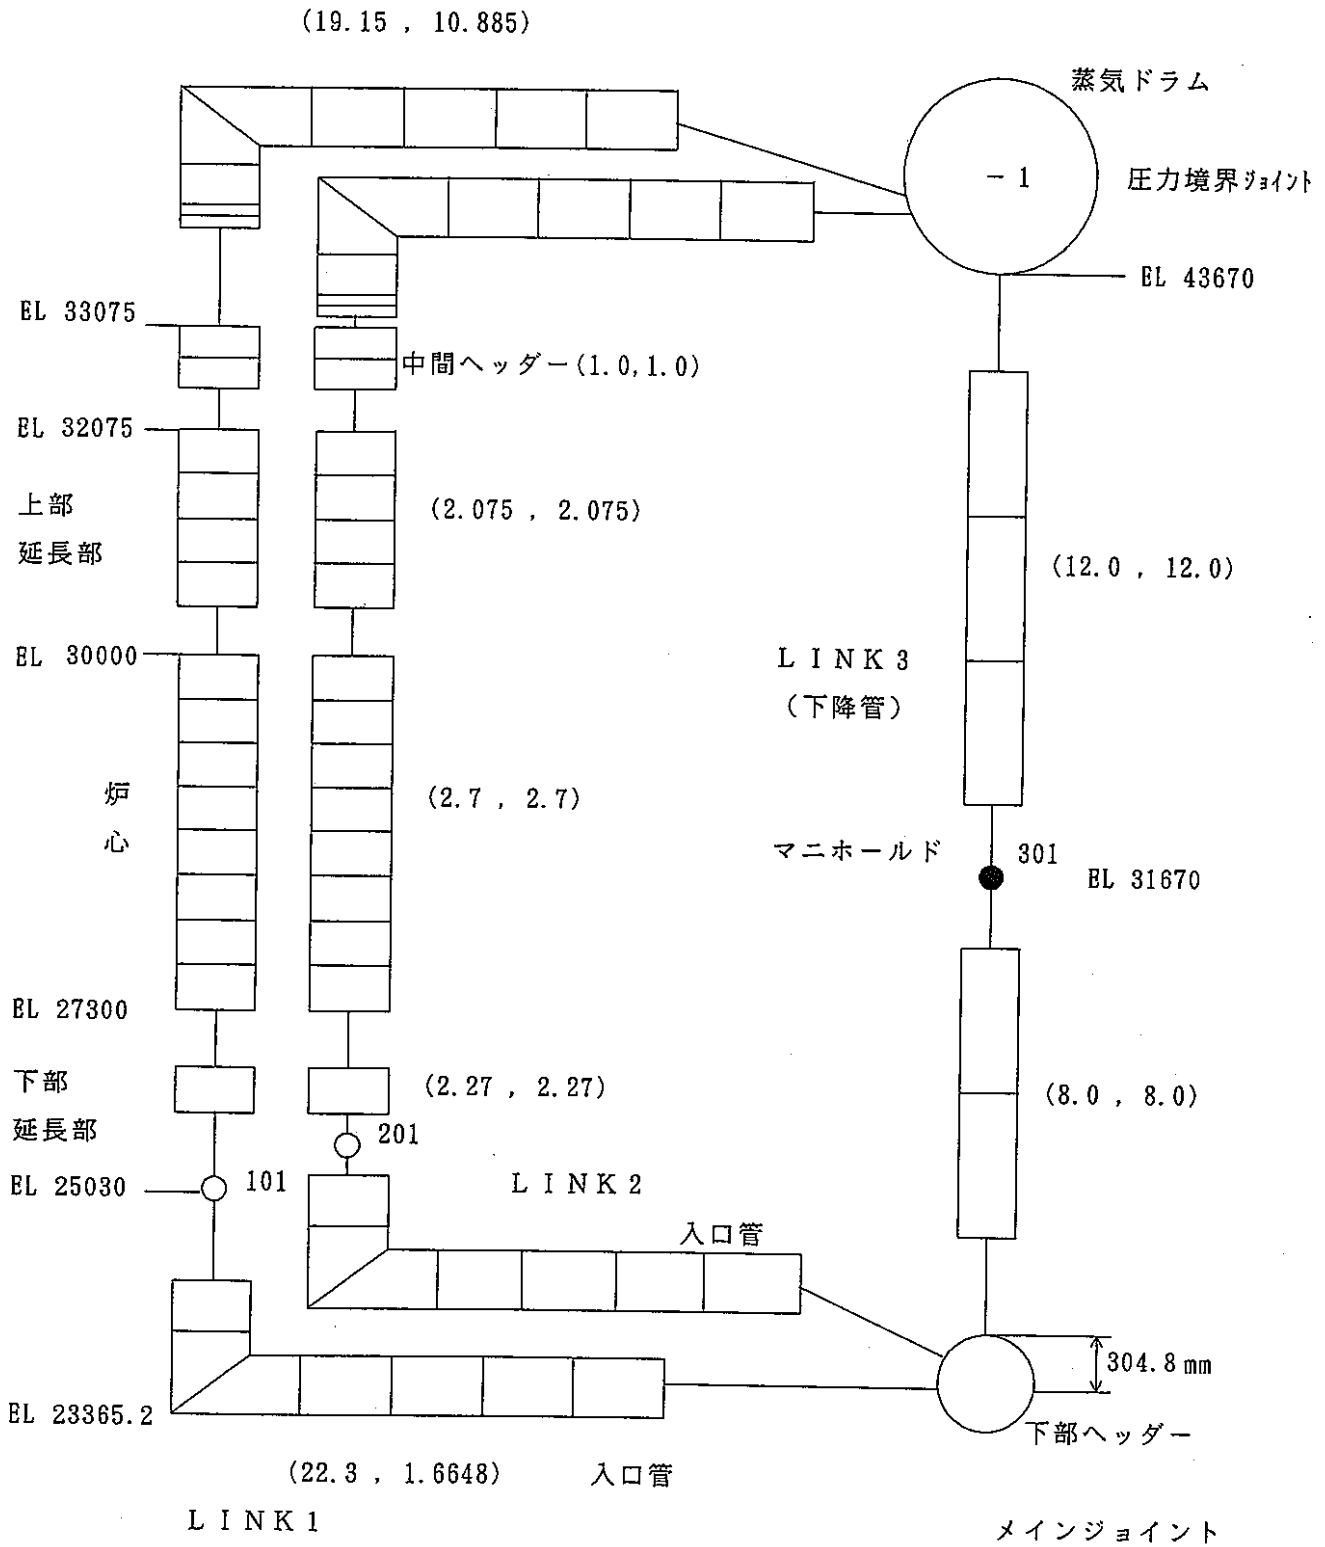 (19.15 , 10.885)
蒸気ドラム
-1
圧力境界ジョイント
EL 43670
EL 33075
中間ヘッダー(1.0,1.0)
EL 32075
上部
延長部
(2.075 , 2.075)
(12.0 , 12.0)
EL 30000
LINK3
(下降管)
炉
心
(2.7 , 2.7)
マニホールド
301
EL 31670
EL 27300
下部
延長部
(2.27 , 2.27)
(8.0 , 8.0)
201
EL 25030
101
LINK2
入口管
304.8mm
EL 23365.2
下部ヘッダー
(22.3 , 1.6648)
入口管
LINK1
メインジョイント